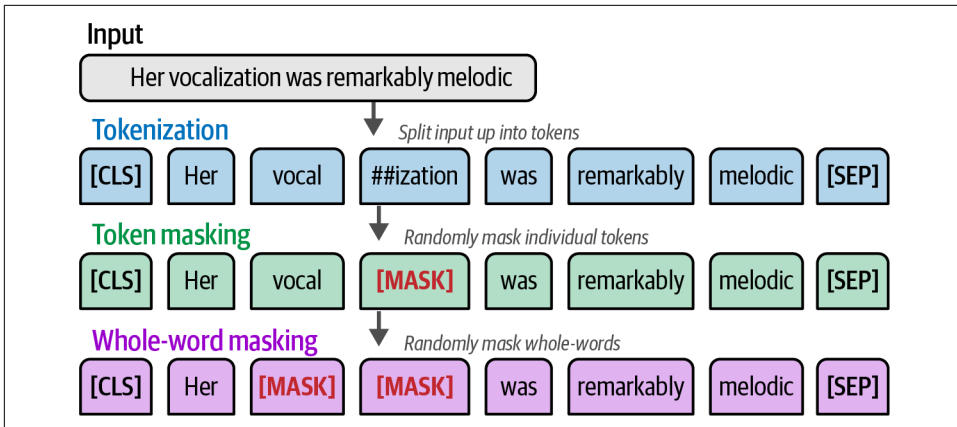 Input
Her vocalization was remarkably melodic
Split input up into tokens
Tokenization
[CLS] Her vocal ##ization was remarkably melodic [SEP]
Randomly mask individual tokens
Token masking
[CLS] Her vocal [MASK] was remarkably melodic [SEP]
Randomly mask whole-words
Whole-word masking
[CLS] Her [MASK] [MASK] was remarkably melodic [SEP]